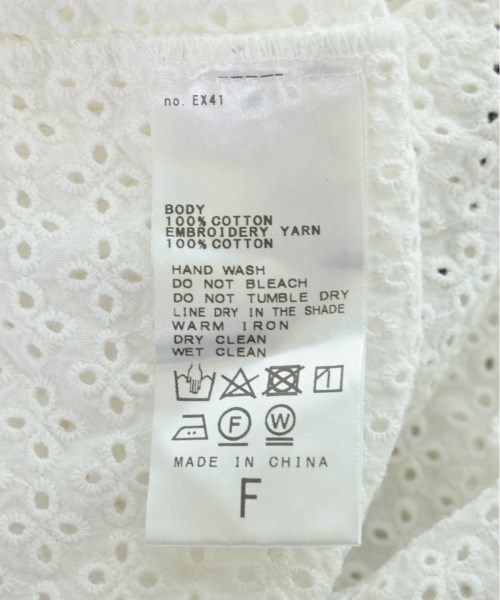 no. EX41
BODY
100% COTTON
EMBROIDERY YARN
100% COTTON
HAND WASH
DO NOT BLEACH
DO NOT TUMBLE DRY
LINE DRY IN THE SHADE
WARM IRON
DRY CLEAN
WET CLEAN
F W
MADE IN CHINA
F